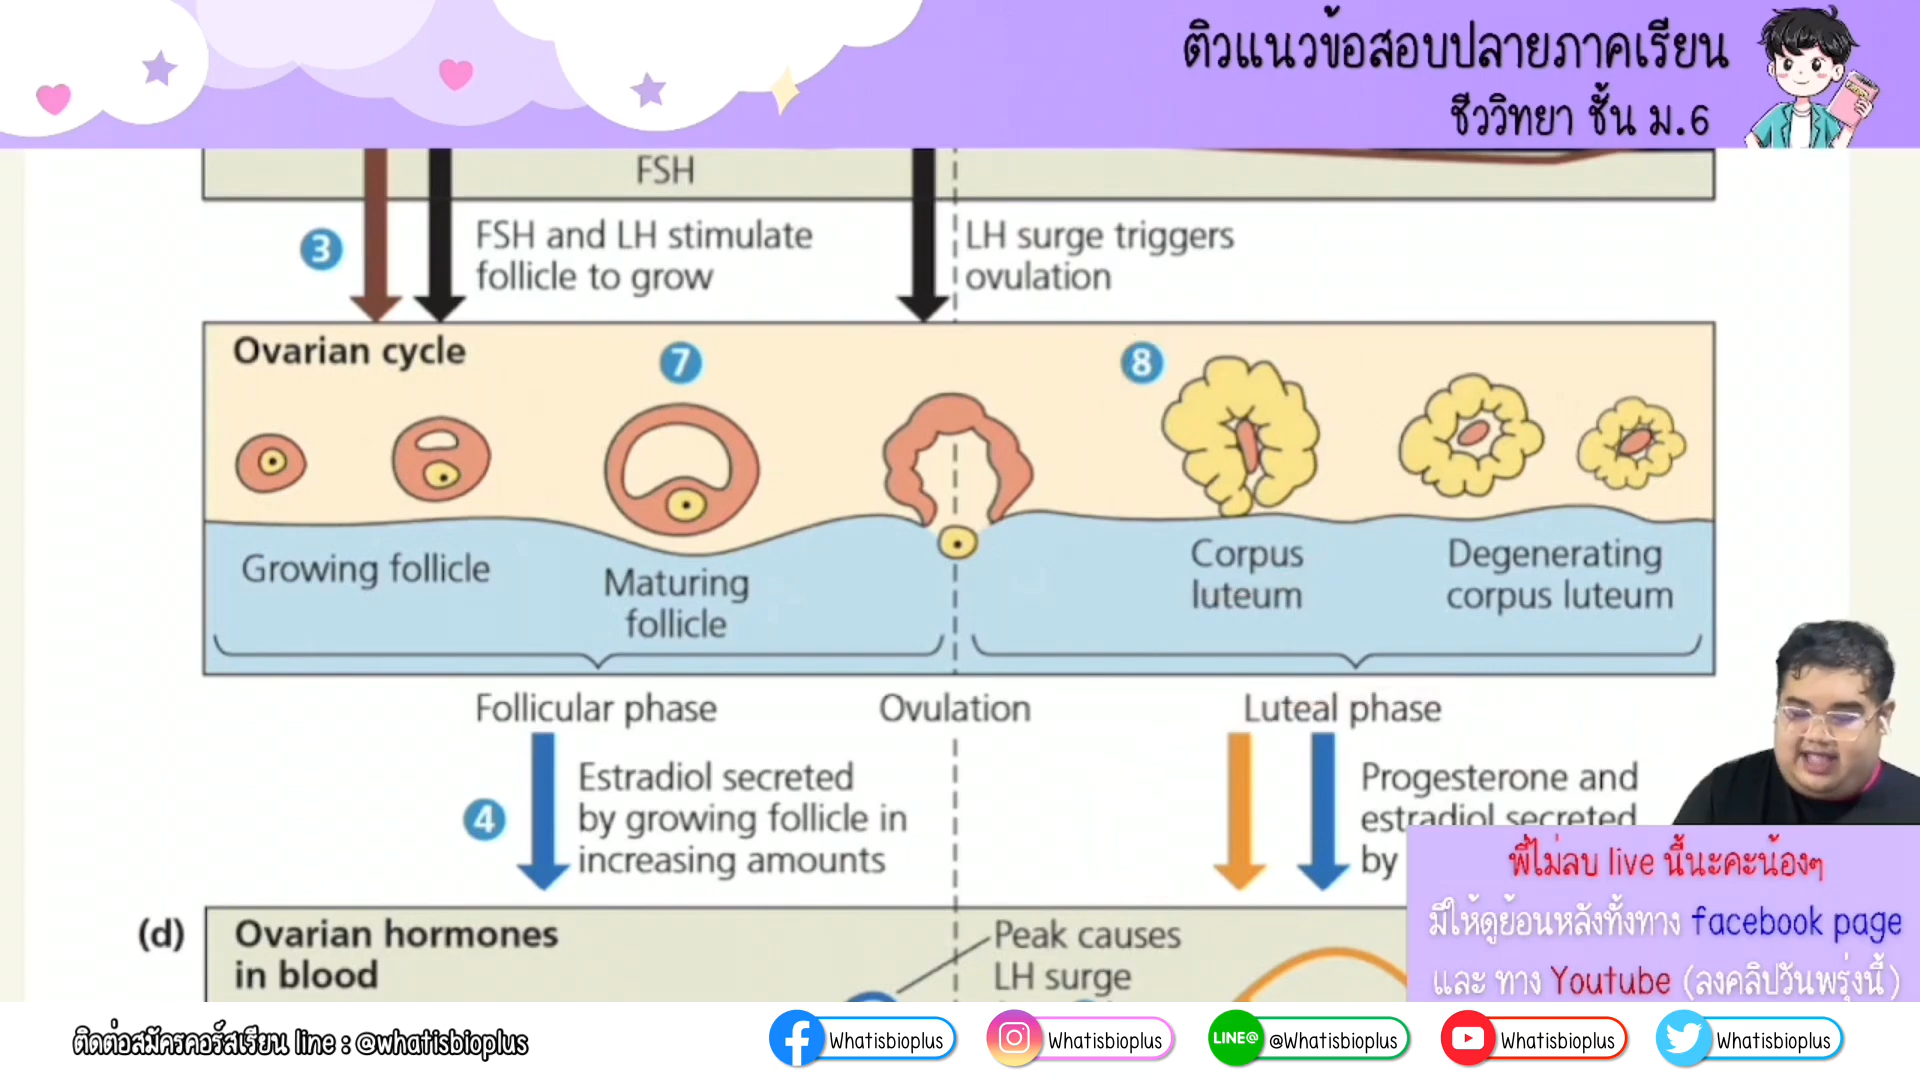 ติวแนวข้อสอบปลายภาคเรียน
ชีววิทยา ชั้น ม.6
FSH
3
FSH and LH stimulate
follicle to grow
LH surge triggers
ovulation
Ovarian cycle
7
8
Growing follicle
Maturing
follicle
Corpus
luteum
Degenerating
corpus luteum
Follicular phase
Ovulation
Luteal phase
4
Estradiol secreted
by growing follicle in
increasing amounts
Progesterone and
estradiol secreted
by
(d)
Ovarian hormones
in blood
Peak causes
LH surge
พี่ไม่ลบ live นี้นะคะน้องๆ
มีให้ดูย้อนหลังทั้งทาง facebook page
และ ทาง Youtube (ลงคลิปวันพรุ่งนี้)
ติดต่อสมัครคอร์สเรียน line : @whatisbioplus
Whatisbioplus
Whatisbioplus
LINE@
@Whatisbioplus
Whatisbioplus
Whatisbioplus